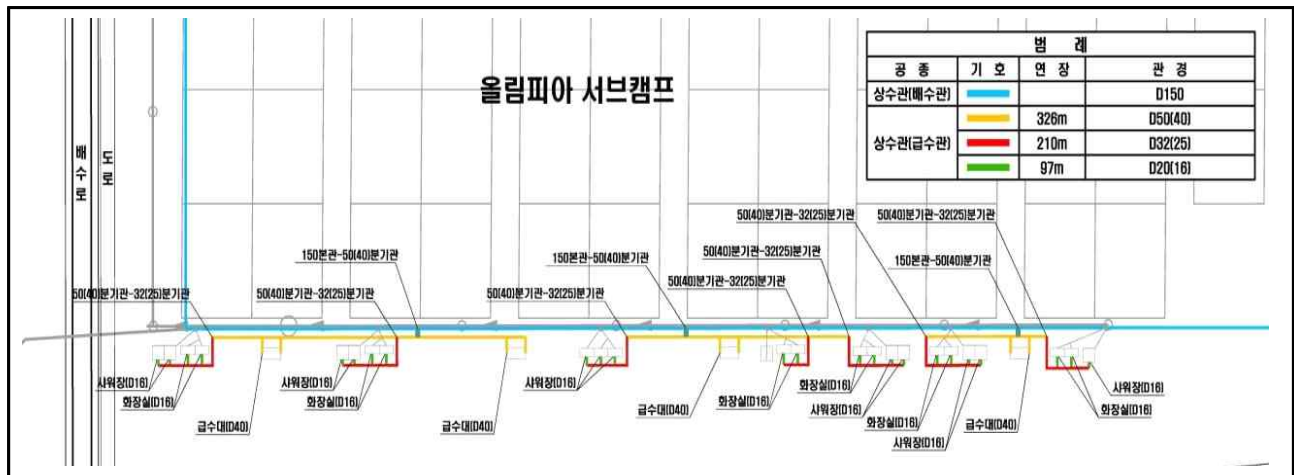 올림피아 서브캠프
범 례
공 종 기 호 연 장 관 경
상수관(배수관) D150
상수관(급수관) 326m D50(40)
210m D32(25)
97m D20(16)
배수로
도로
50(40)분기관-32(25)분기관
150본관-50(40)분기관
50(40)분기관-32(25)분기관
50(40)분기관-32(25)분기관
150본관-50(40)분기관
50(40)분기관-32(25)분기관
50(40)분기관-32(25)분기관
50(40)분기관-32(25)분기관
150본관-50(40)분기관
50(40)분기관-32(25)분기관
샤워장(D16)
화장실(D16)
급수대(D40)
샤워장(D16)
화장실(D16)
급수대(D40)
샤워장(D16)
급수대(D40)
화장실(D16)
화장실(D16)
샤워장(D16)
화장실(D16)
샤워장(D16)
급수대(D40)
샤워장(D16)
화장실(D16)